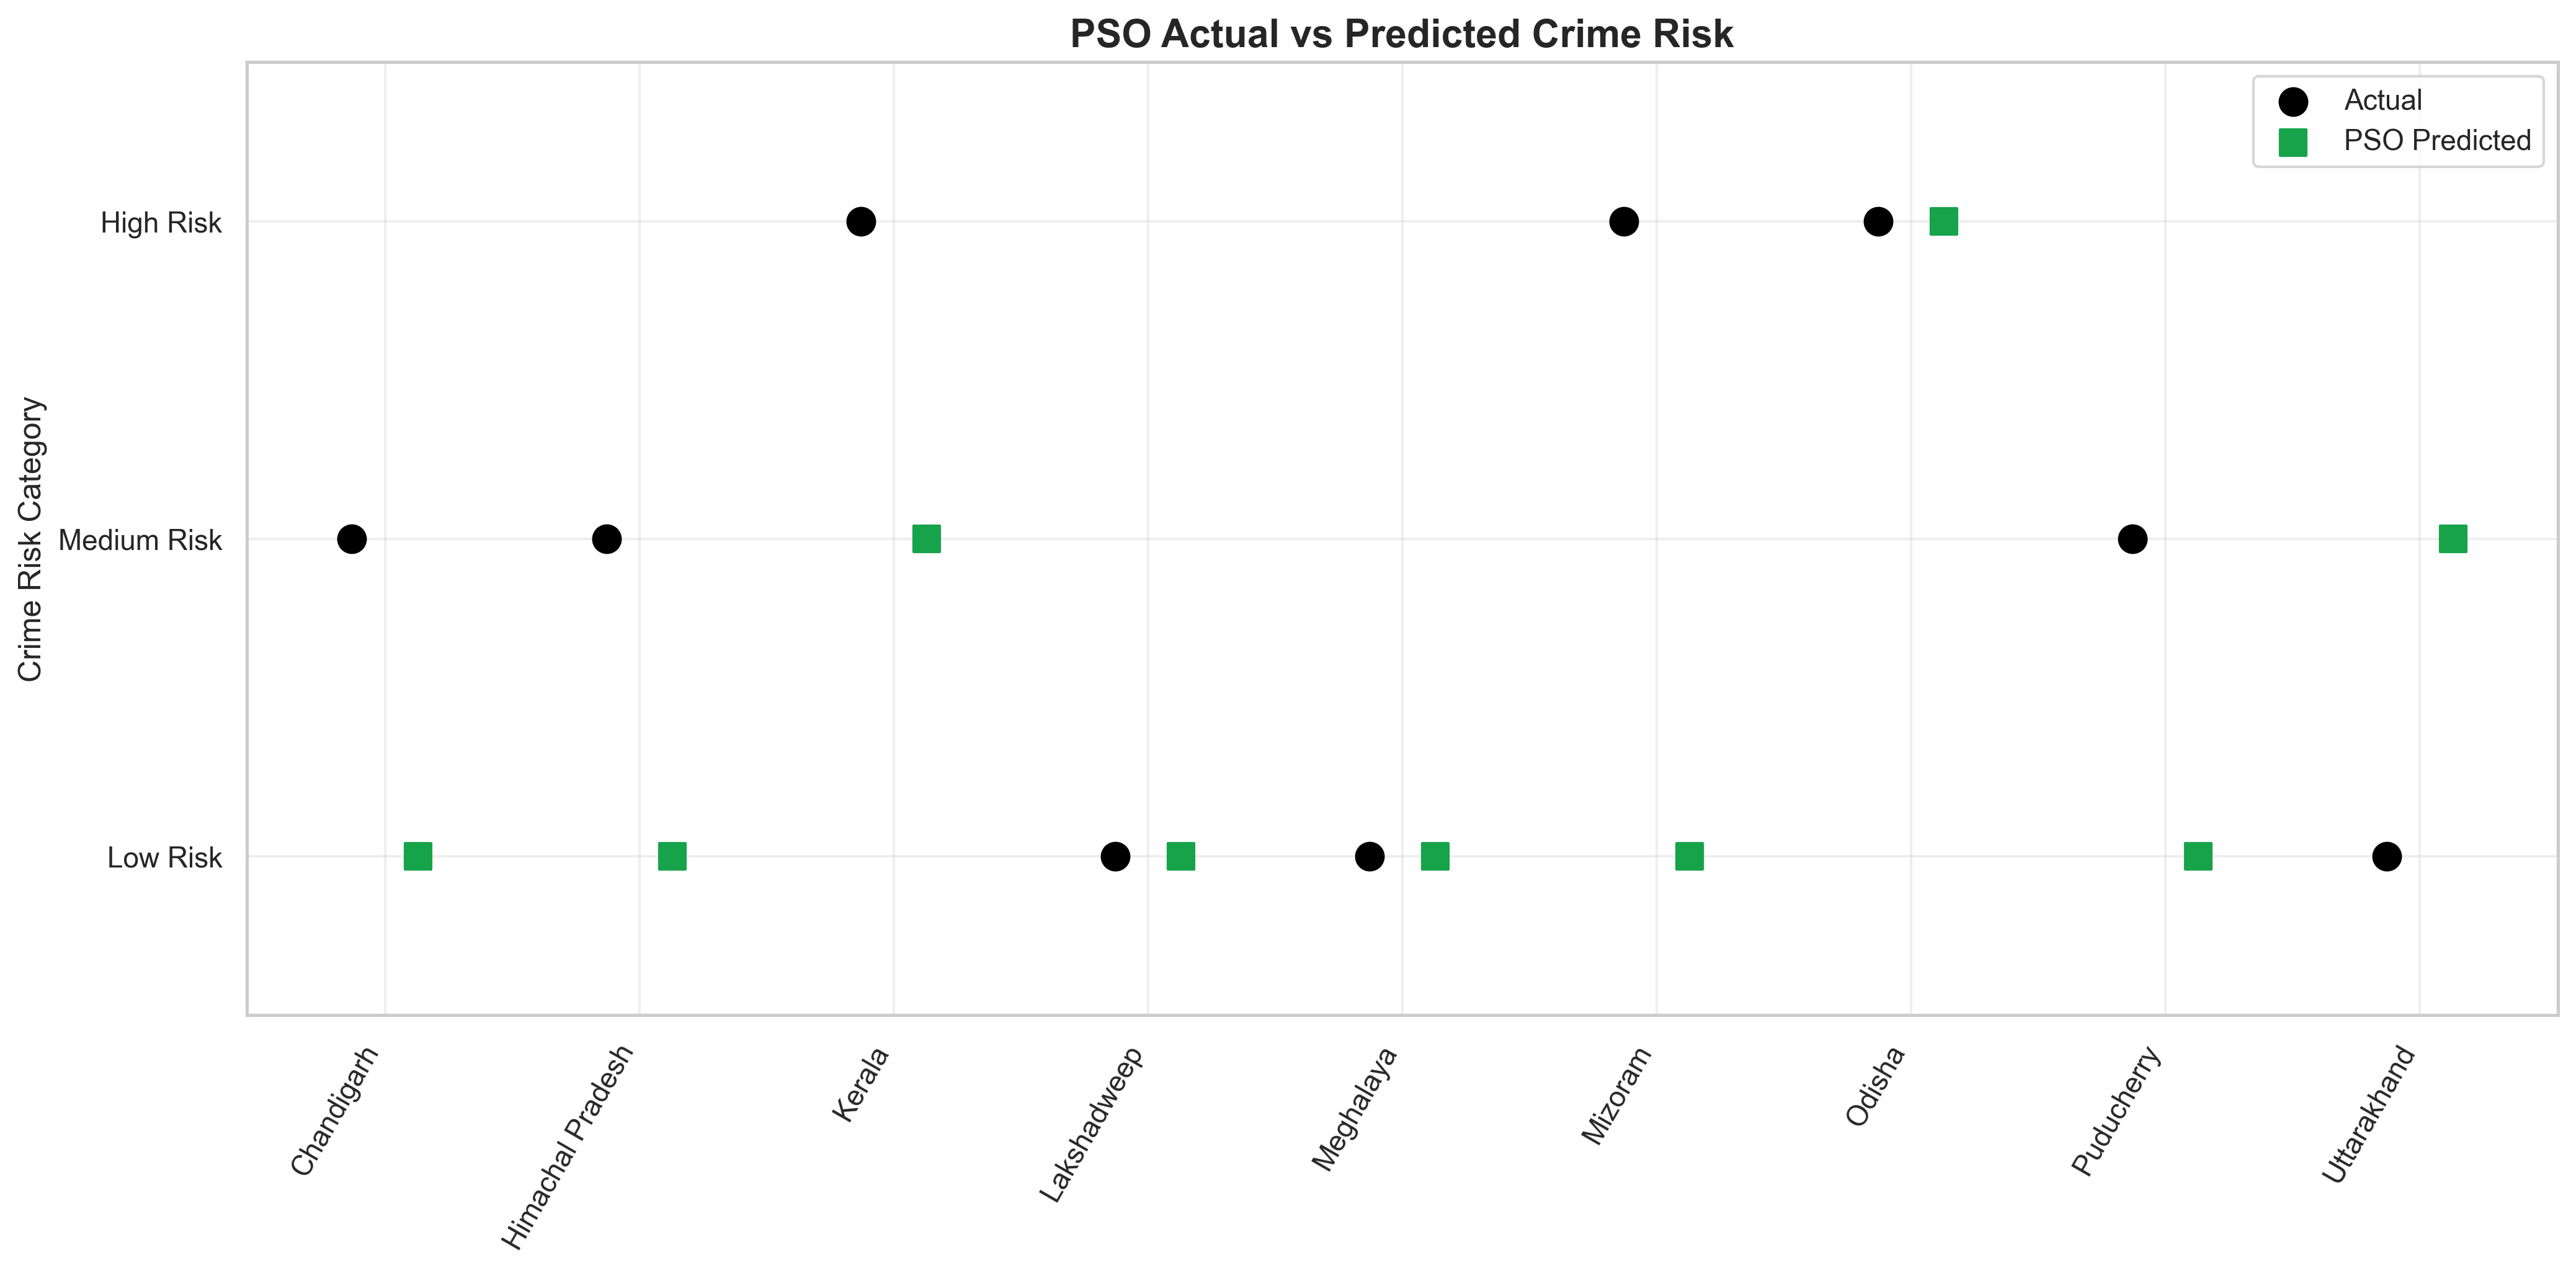 PSO Actual vs Predicted Crime Risk
Actual
PSO Predicted
Crime Risk Category
High Risk
Medium Risk
Low Risk
Chandigarh
Himachal Pradesh
Kerala
Lakshadweep
Meghalaya
Mizoram
Odisha
Puducherry
Uttarakhand